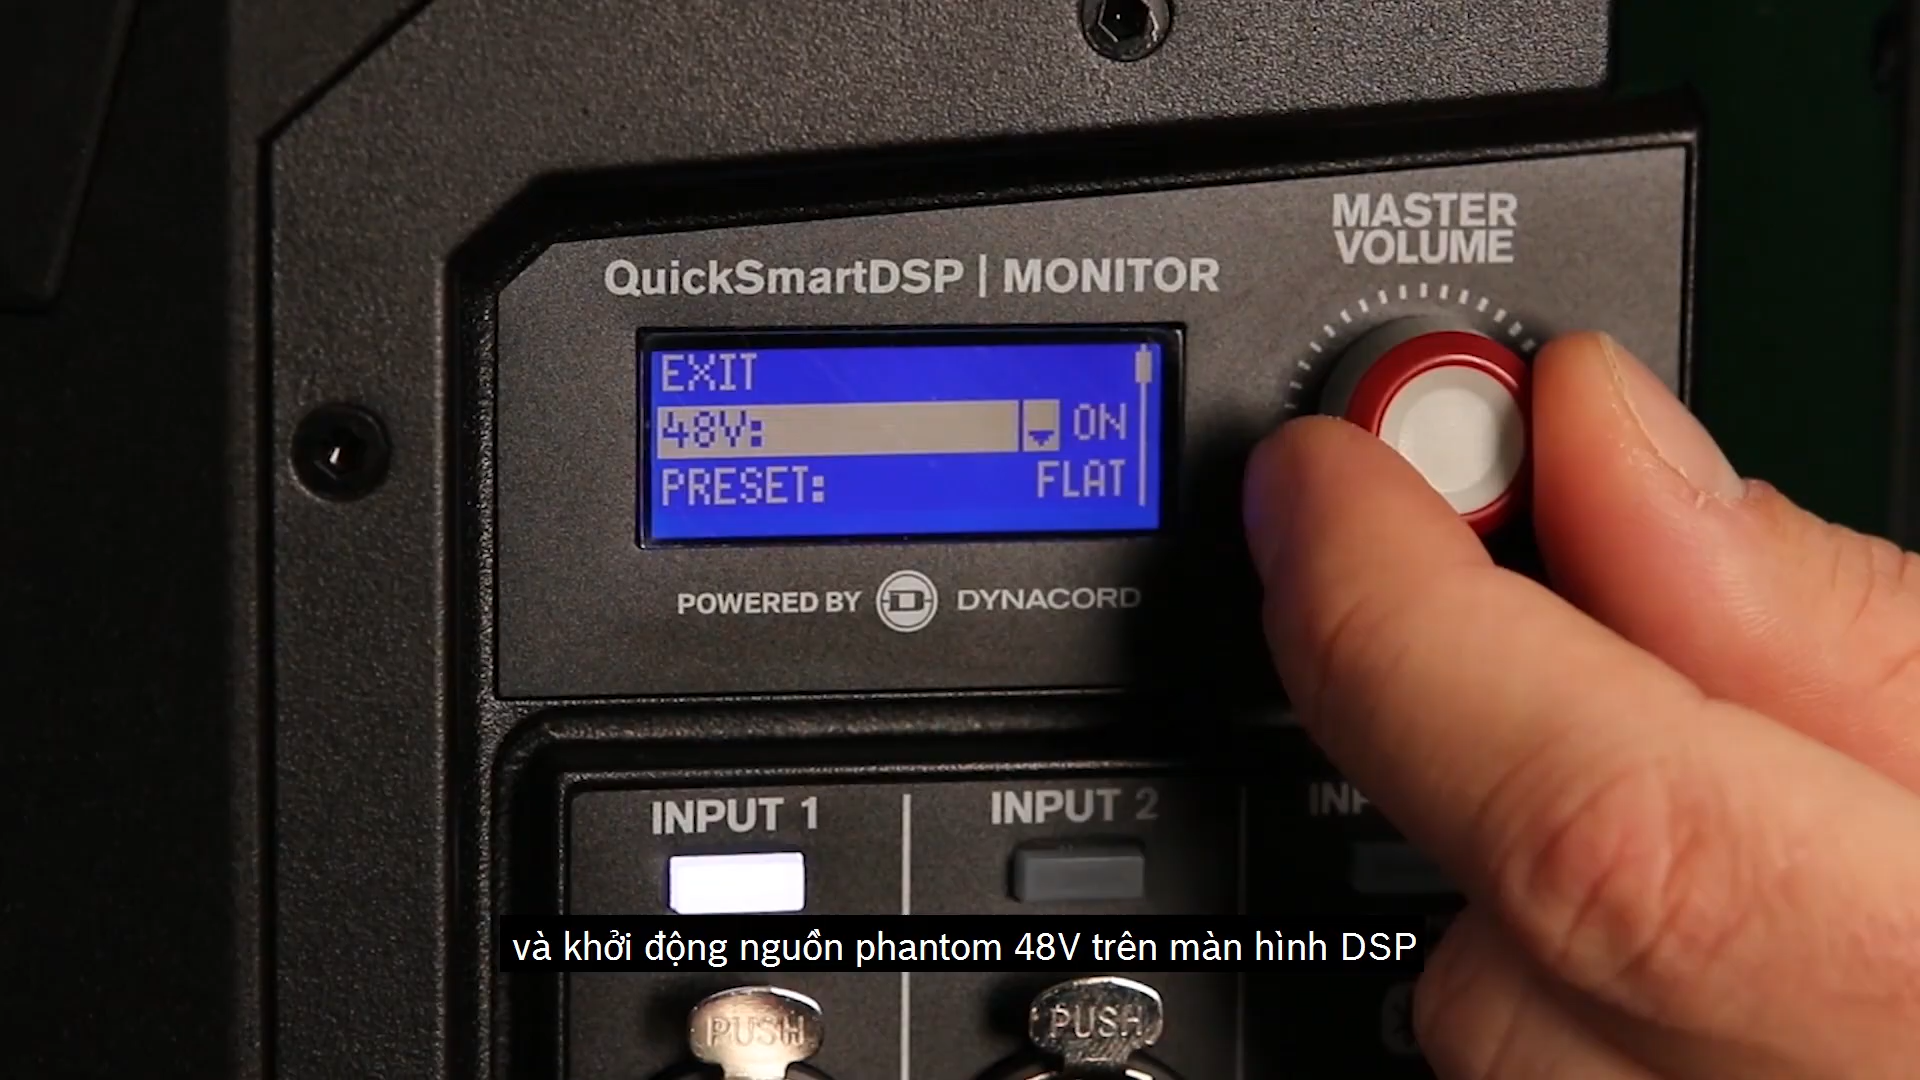 MASTER
VOLUME
QuickSmartDSP | MONITOR
EXIT
48V: ON
PRESET: FLAT
POWERED BY DYNACORD
INPUT 1
INPUT 2
và khởi động nguồn phantom 48V trên màn hình DSP
PUSH
PUSH